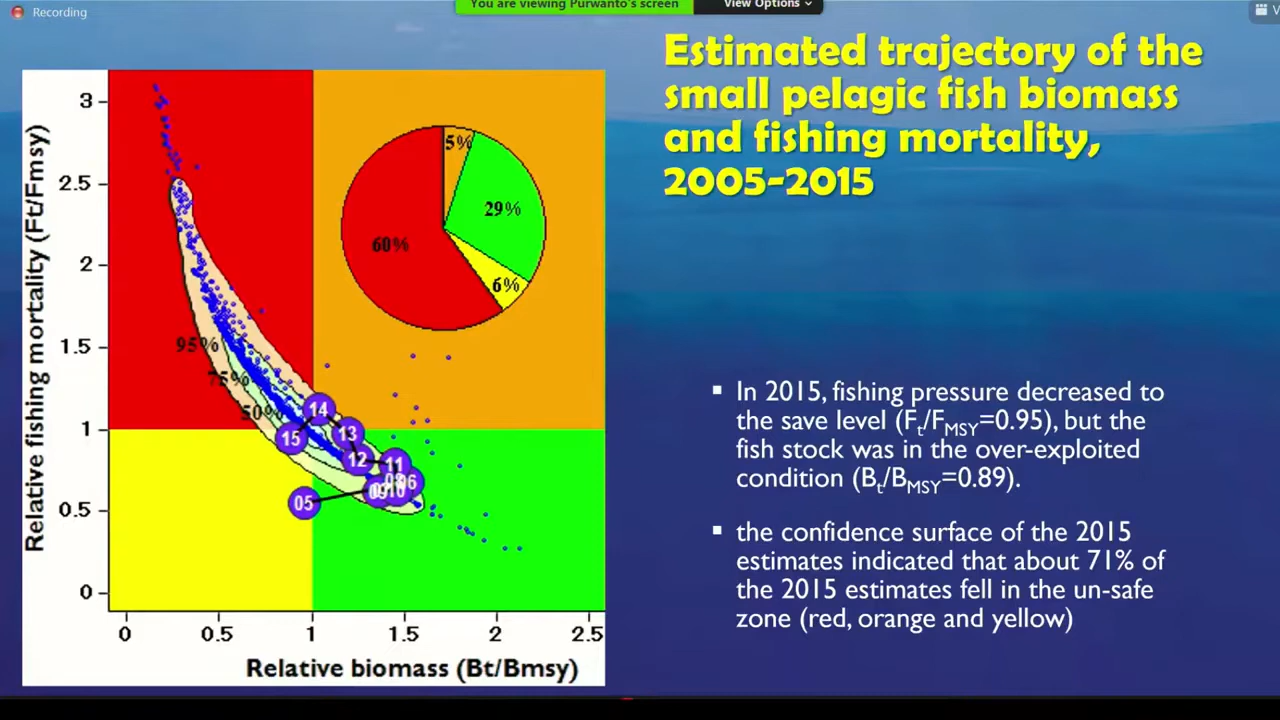 Recording
You are viewing Purwanto's screen
View Options
Estimated trajectory of the
small pelagic fish biomass
and fishing mortality,
2005-2015
Relative fishing mortality (Ft/Fmsy)
3
2.5
2
1.5
1
0.5
0
5%
29%
60%
6%
95%
75%
50%
14
15
13
12
11
06
09
10
05
0
0.5
1
1.5
2
2.5
Relative biomass (Bt/Bmsy)
▪ In 2015, fishing pressure decreased to
the save level (Ft/FMSY=0.95), but the
fish stock was in the over-exploited
condition (Bt/BMSY=0.89).
▪ the confidence surface of the 2015
estimates indicated that about 71% of
the 2015 estimates fell in the un-safe
zone (red, orange and yellow)